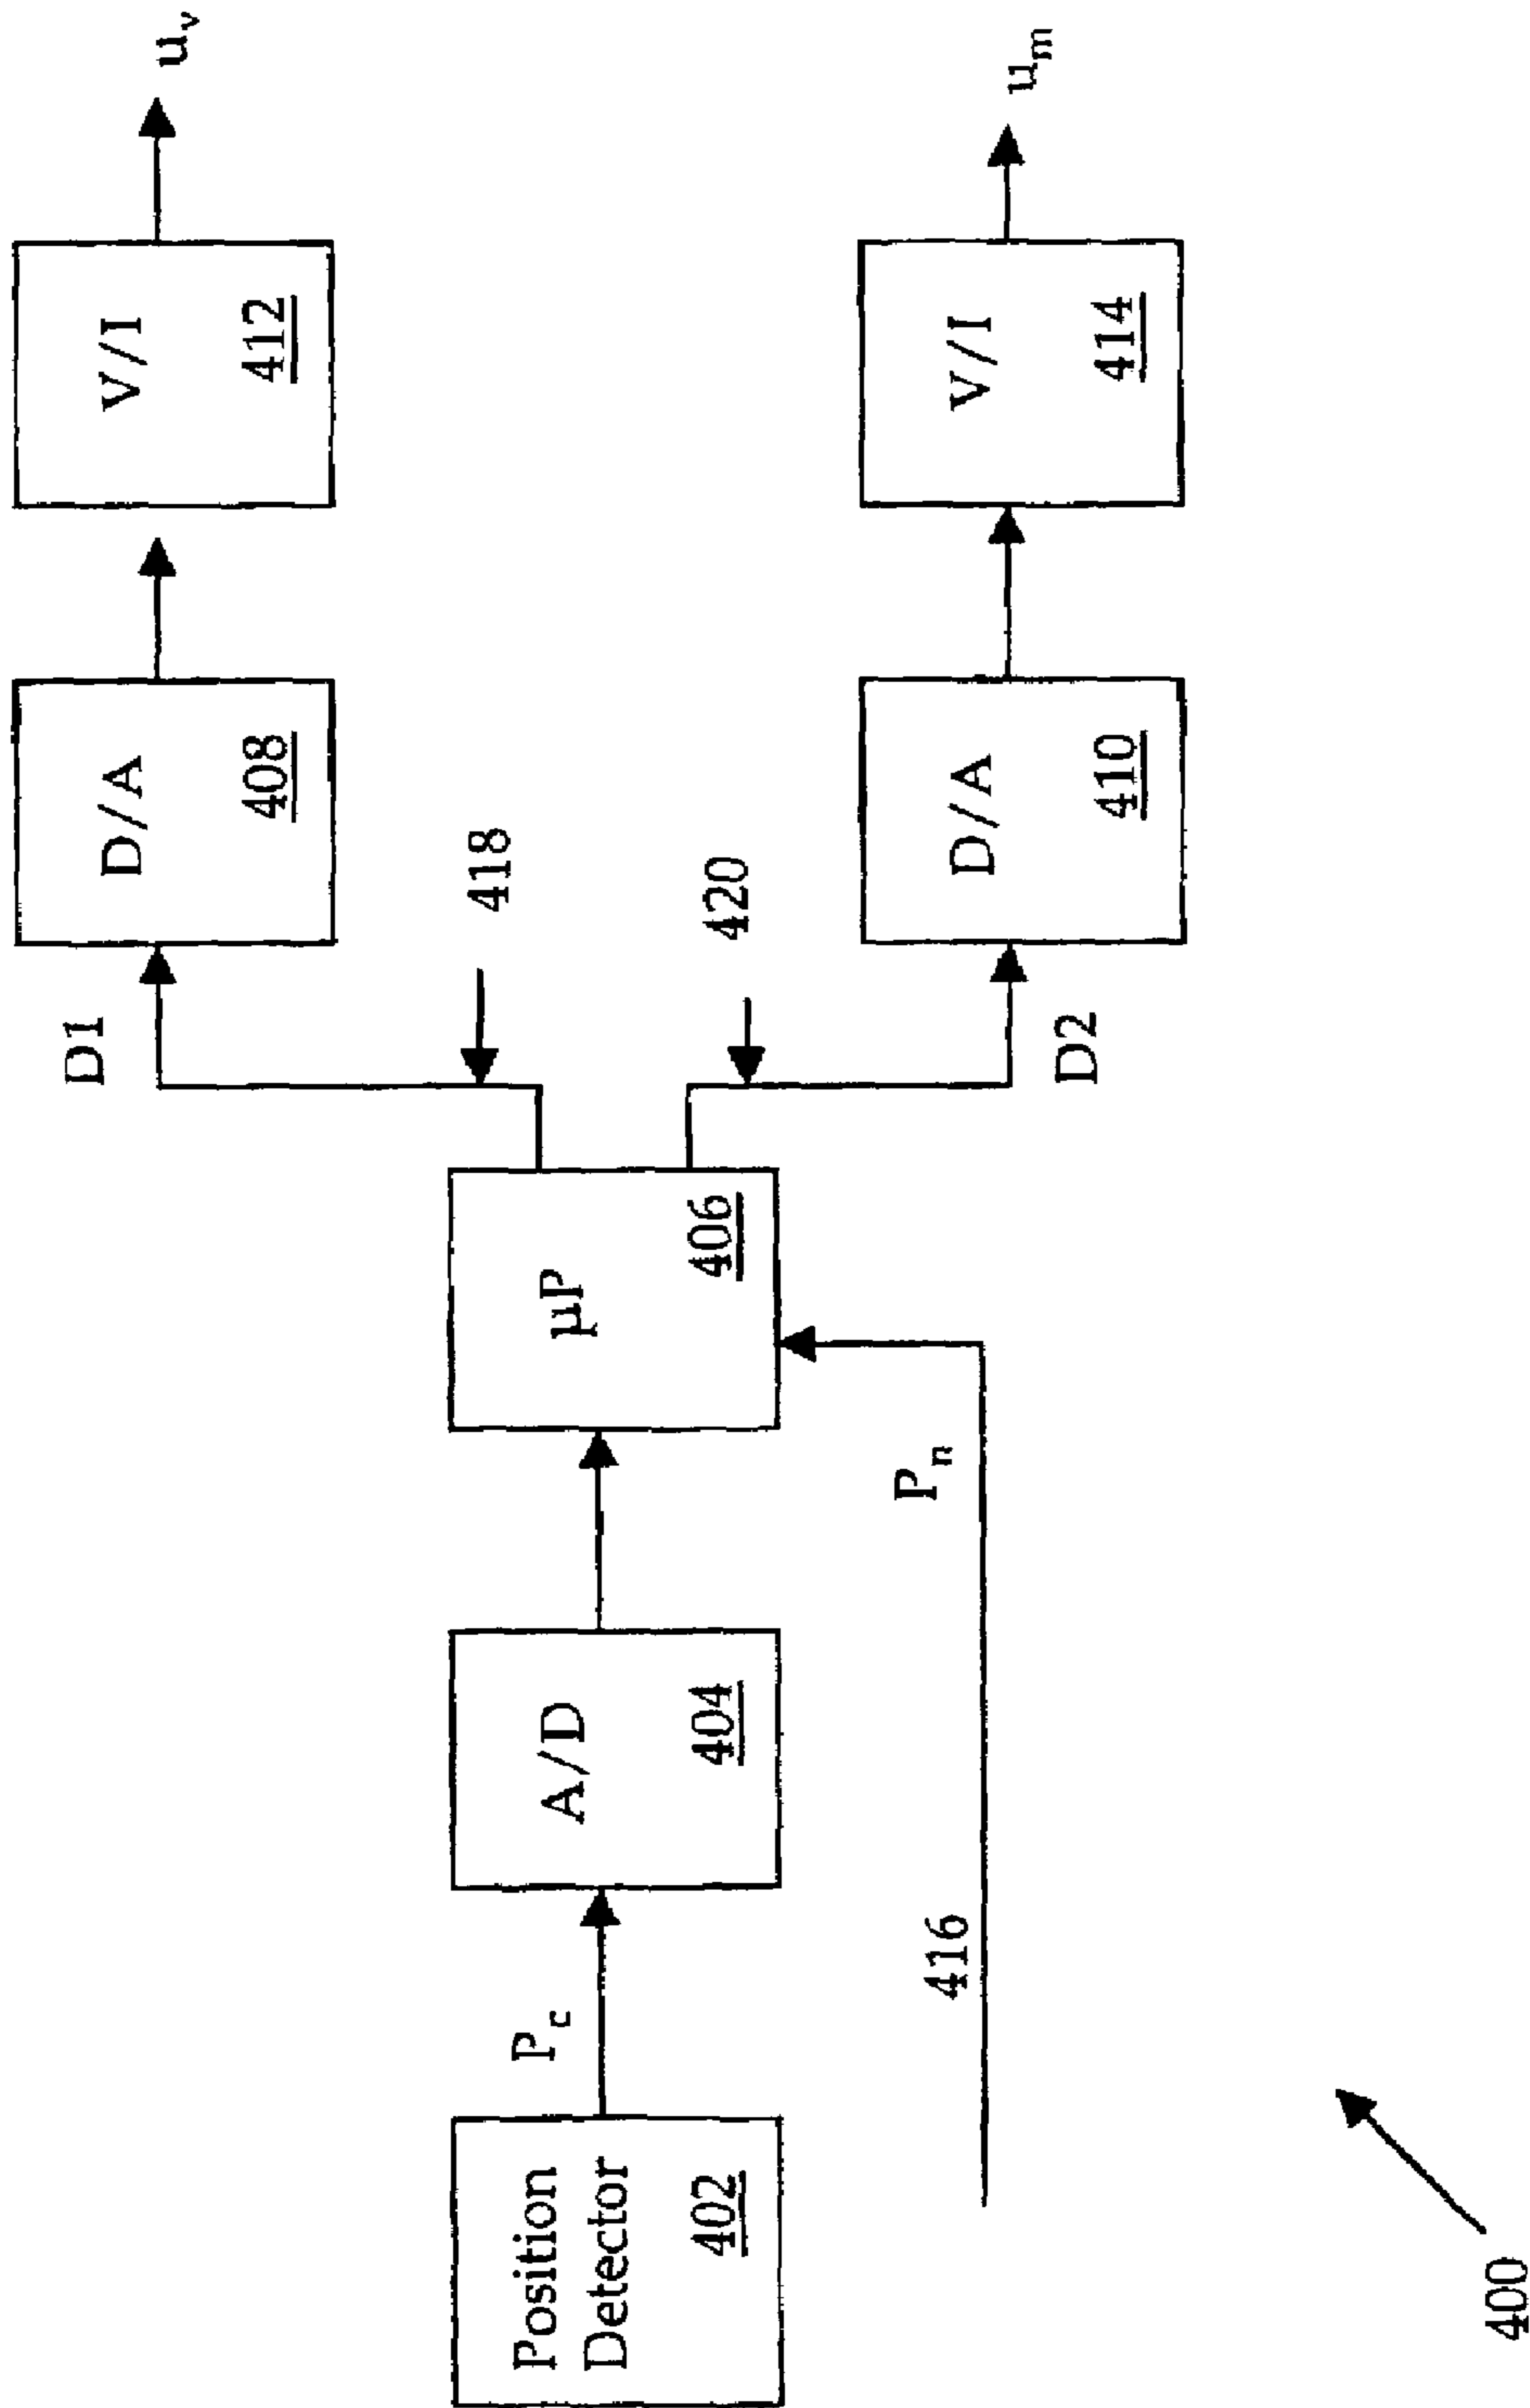 Position
Detector
402
P_c
A/D
404
416
P_n
µP
406
418
420
D1
D/A
408
V/I
412
u_v
D2
D/A
410
V/I
414
u_m
400